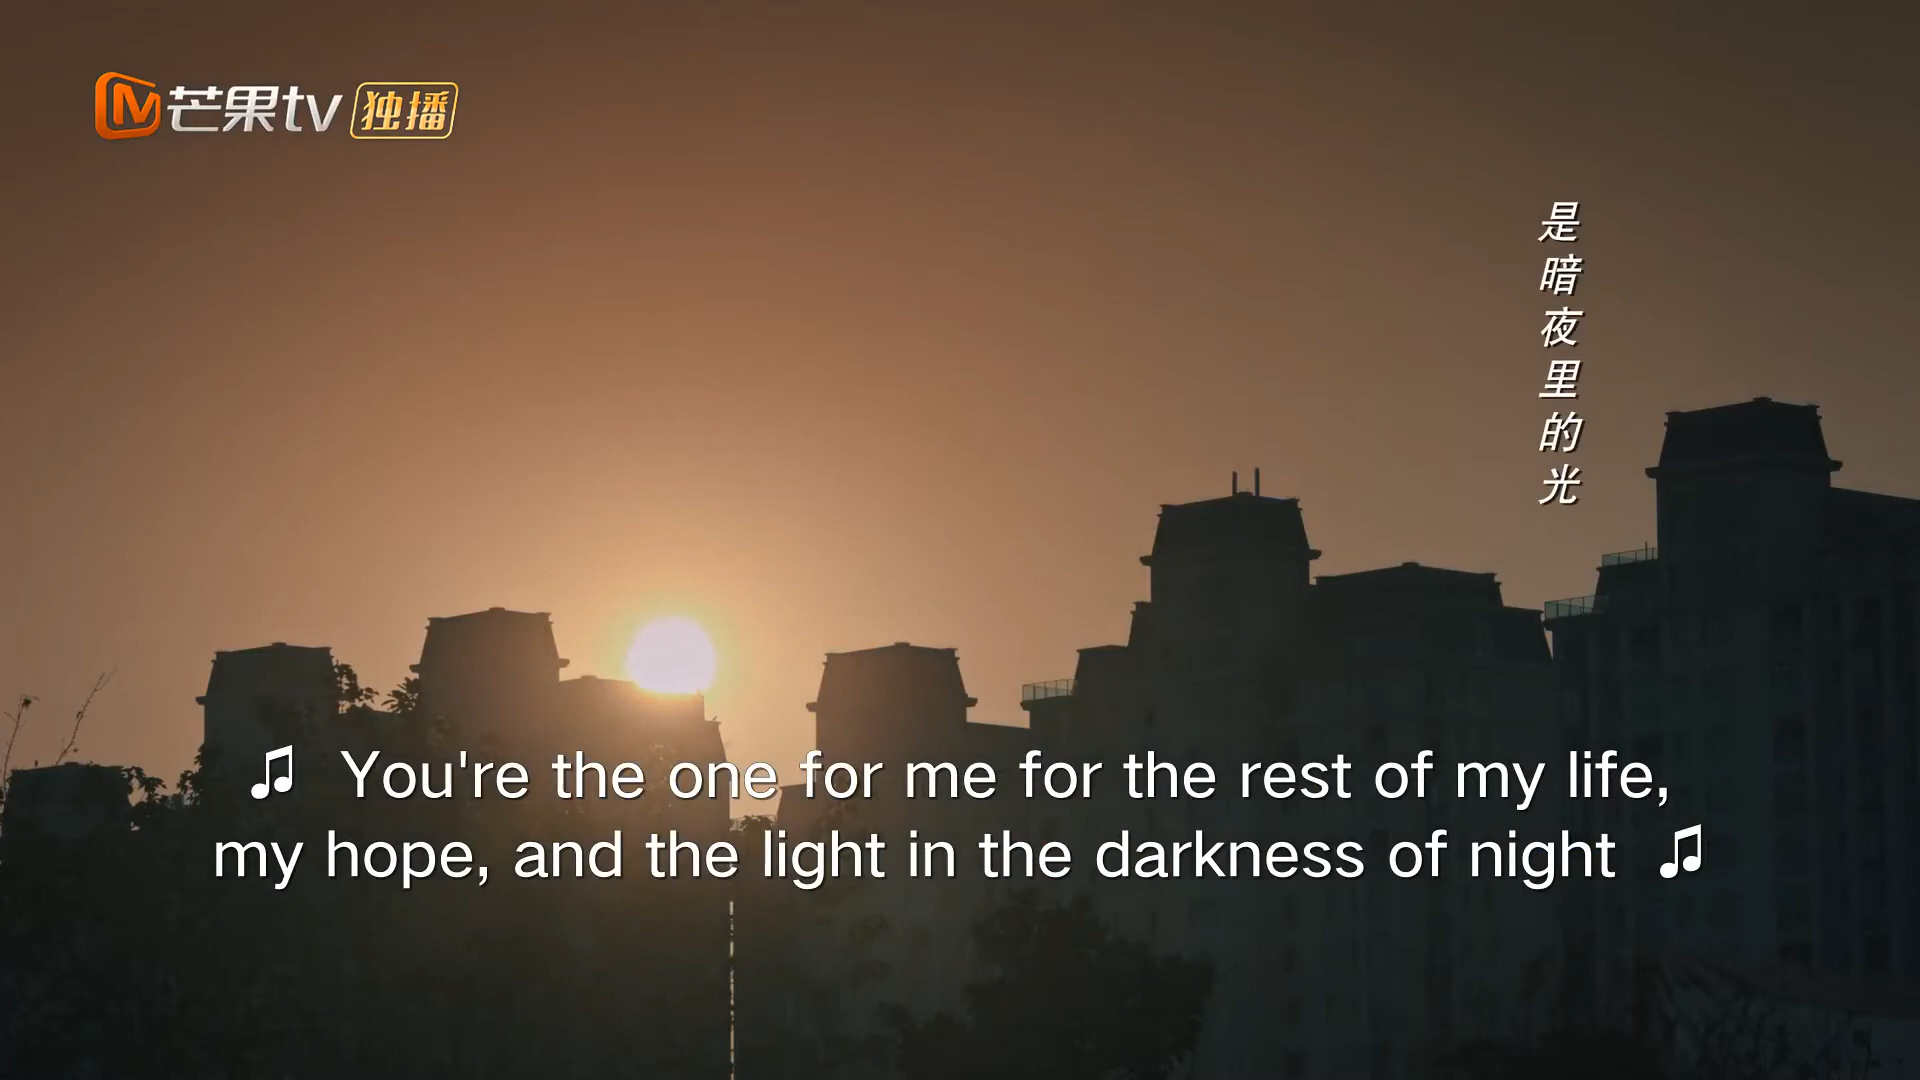 芒果tv 独播
是暗夜里的光
♫ You're the one for me for the rest of my life,
my hope, and the light in the darkness of night ♫